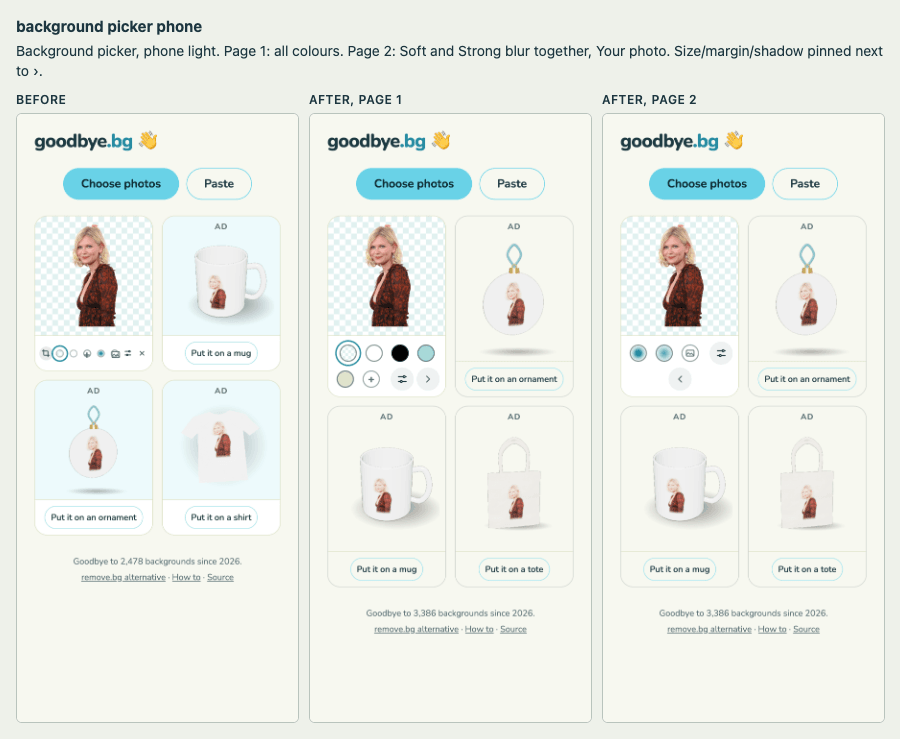 background picker phone
Background picker, phone light. Page 1: all colours. Page 2: Soft and Strong blur together, Your photo. Size/margin/shadow pinned next
to ›.
BEFORE
AFTER, PAGE 1
AFTER, PAGE 2
goodbye.bg 👋
Choose photos
Paste
AD
Put it on a mug
AD
Put it on an ornament
Put it on a shirt
Goodbye to 2,478 backgrounds since 2026.
remove.bg alternative · How to · Source
goodbye.bg 👋
Choose photos
Paste
AD
Put it on an ornament
AD
AD
Put it on a mug
Put it on a tote
Goodbye to 3,386 backgrounds since 2026.
remove.bg alternative · How to · Source
goodbye.bg 👋
Choose photos
Paste
AD
Put it on an ornament
AD
AD
Put it on a mug
Put it on a tote
Goodbye to 3,386 backgrounds since 2026.
remove.bg alternative · How to · Source